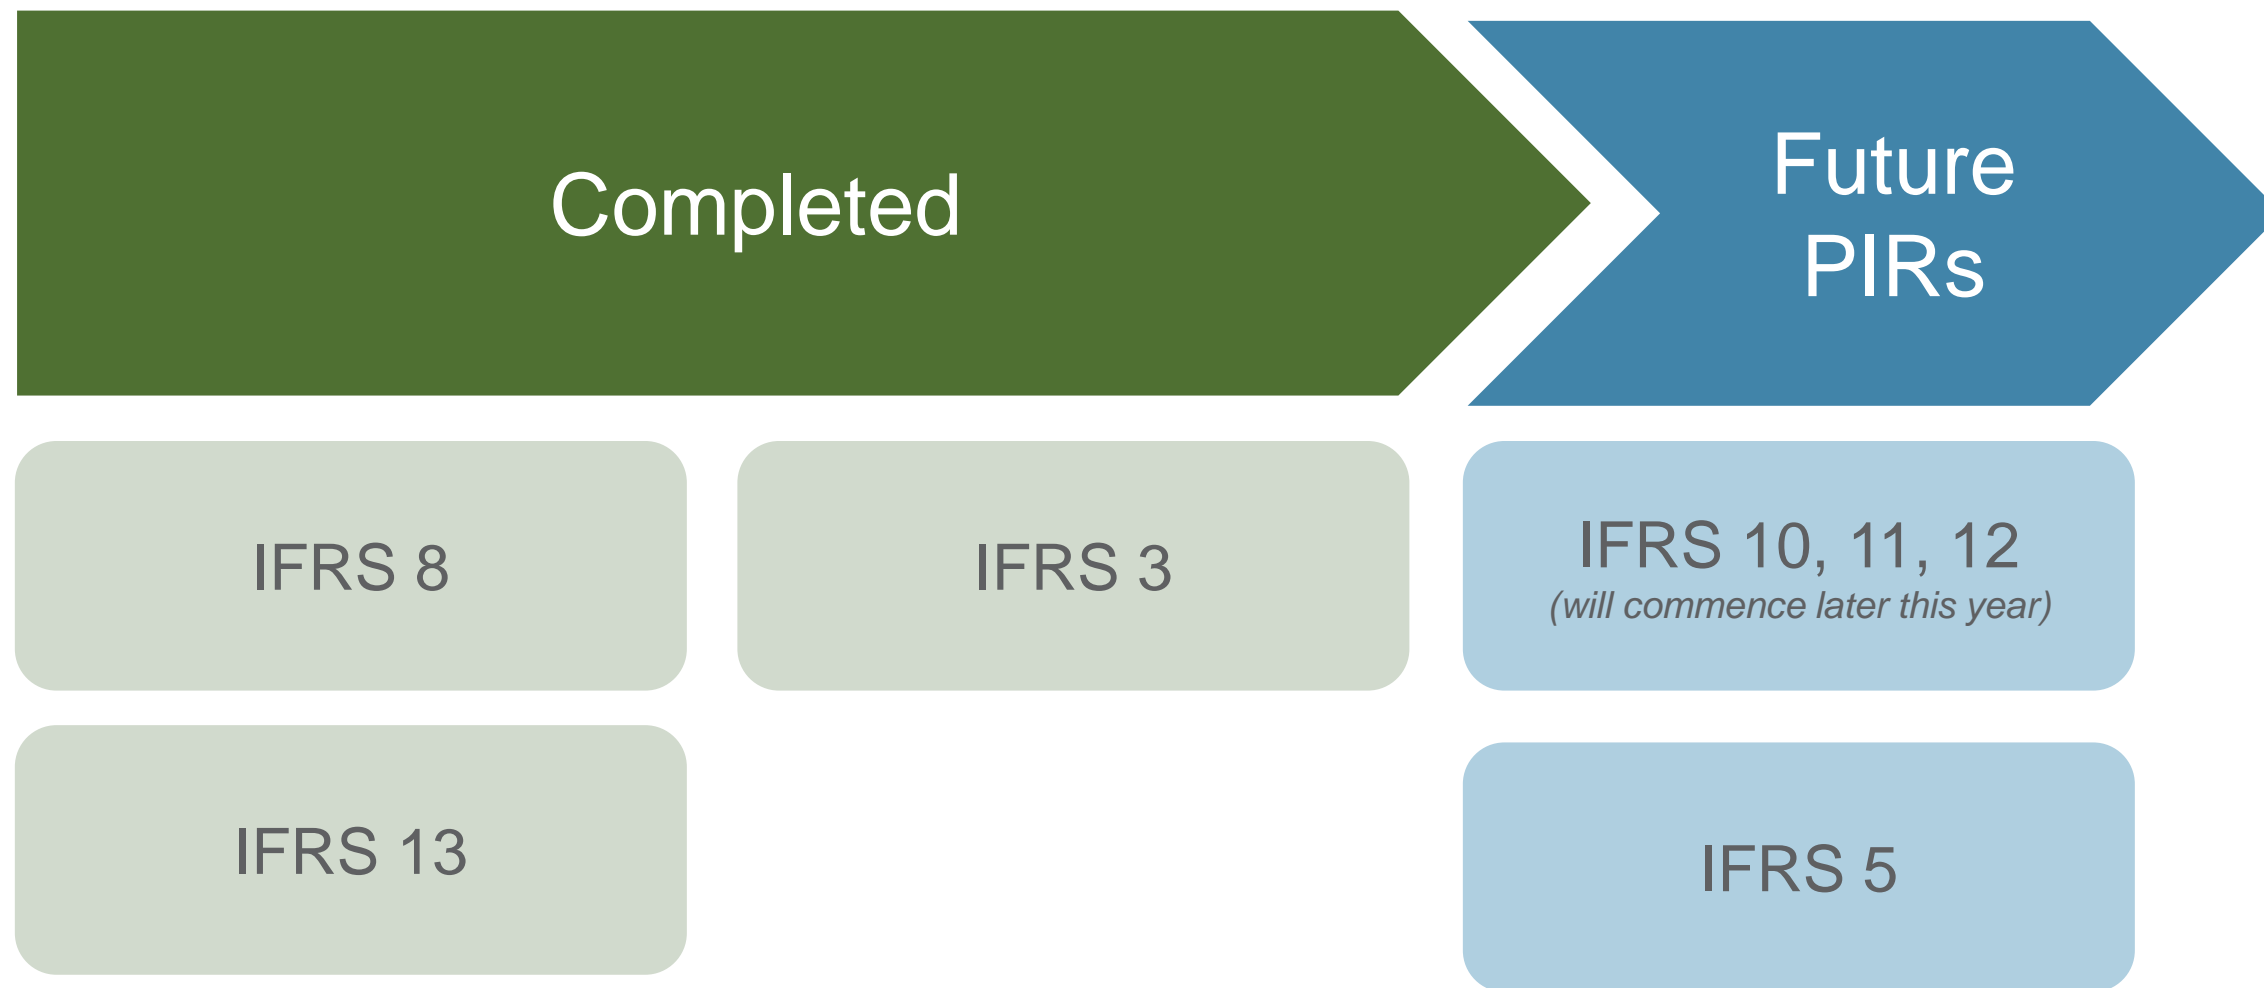 Completed
Future
PIRs
IFRS 8
IFRS 3
IFRS 10, 11, 12
(will commence later this year)
IFRS 13
IFRS 5